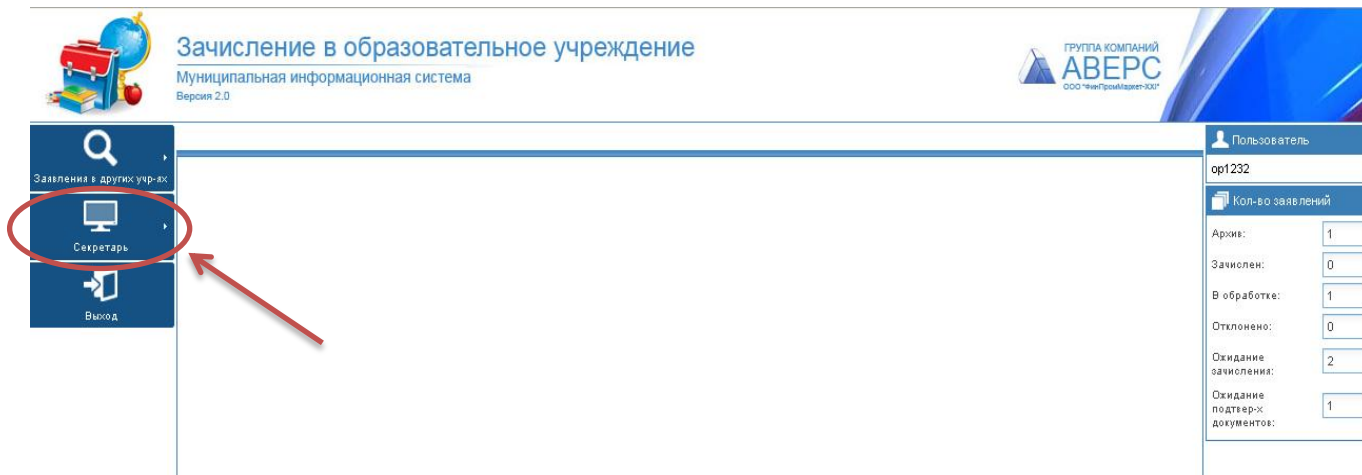 Зачисление в образовательное учреждение
Муниципальная информационная система
Версия 2.0
ГРУППА КОМПАНИЙ
АВЕРС
ООО "ФинПромМаркет-XXI"
Заявления в других учр-ях
Секретарь
Выход
Пользователь
op1232
Кол-во заявлений
Архив: 1
Зачислен: 0
В обработке: 1
Отклонено: 0
Ожидание
зачисления: 2
Ожидание
подтвер-х 1
документов: